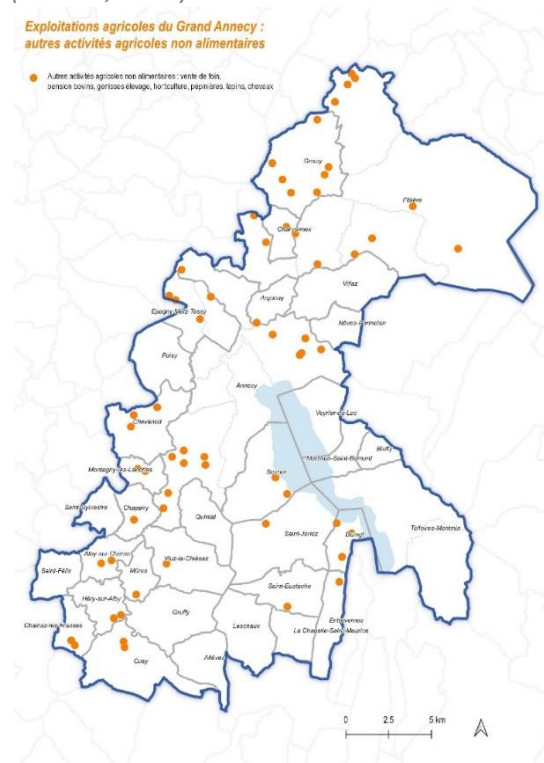 Exploitations agricoles du Grand Annecy :
autres activités agricoles non alimentaires
Autres activités agricoles non alimentaires : vente de foin,
pension bovins, génisses élevage, horticulture, pépinières, lapins, chevaux
Groisy
Fillière
Charvonnex
Villaz
Argonay
Epagny Metz-Tessy
Nâves-Parmelan
Poisy
Annecy
Veyrier-du-Lac
Chavanod
Bluffy
Menthon-Saint-Bernard
Montagny-les-Lanches
Sevrier
Saint-Sylvestre
Chapeiry
Quintal
Talloires-Montmin
Saint-Jorioz
Duingt
Alby-sur-Chéran
Viuz-la-Chiésaz
Saint-Félix
Mûres
Saint-Eustache
Héry-sur-Alby
Gruffy
Entrevernes
Chainaz-les-Frasses
Leschaux
La Chapelle-Saint-Maurice
Cusy
Allèves
0 2.5 5 km